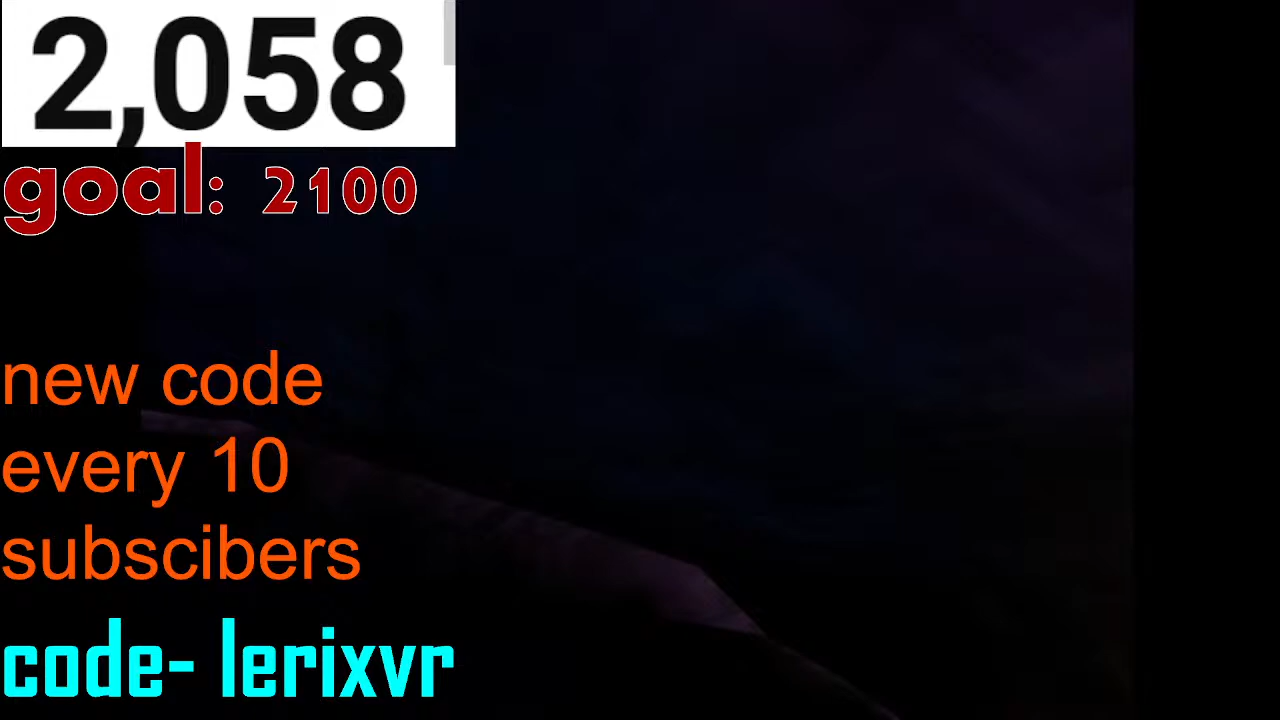 2,058
goal: 2100
new code
every 10
subscibers
code- lerixvr